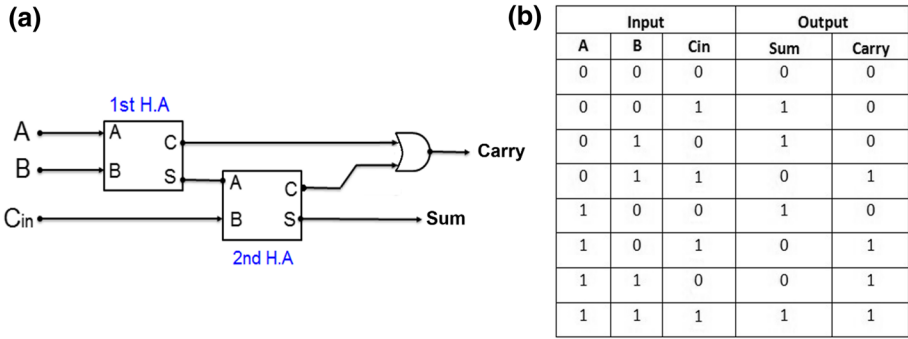 (a)
1st H.A
A
B
Cin
A
C
B
S
A
C
B
S
2nd H.A
Carry
Sum
(b)
Input Output
A B Cin Sum Carry
0 0 0 0 0
0 0 1 1 0
0 1 0 1 0
0 1 1 0 1
1 0 0 1 0
1 0 1 0 1
1 1 0 0 1
1 1 1 1 1